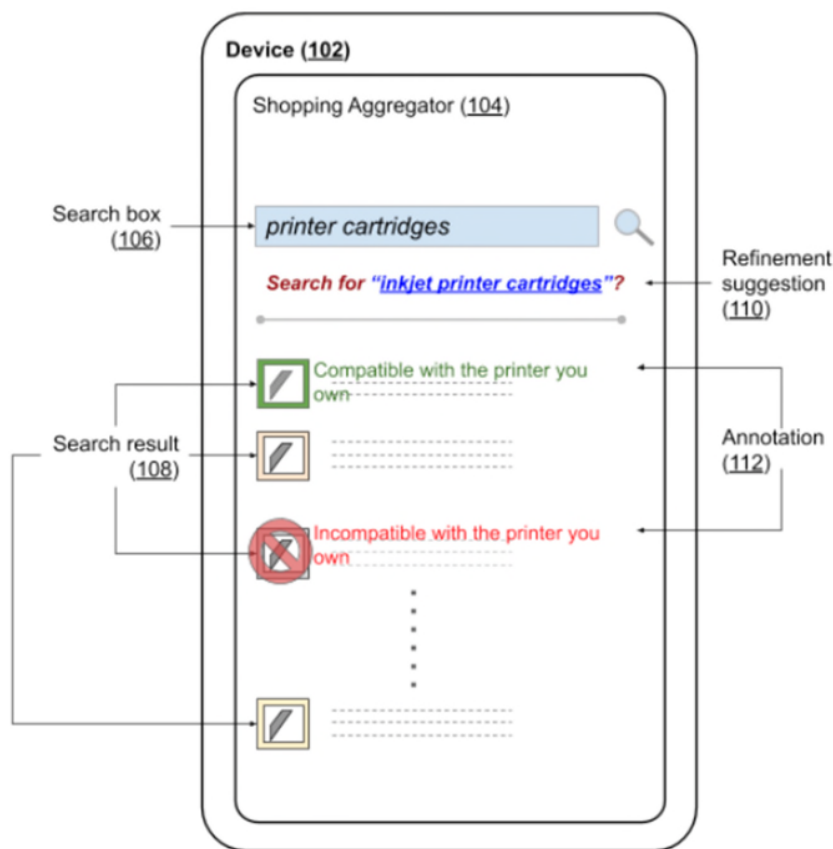 Device (102)
Shopping Aggregator (104)
Search box
(106)
printer cartridges
Search for “inkjet printer cartridges”?
Refinement
suggestion
(110)
Compatible with the printer you
own
Search result
(108)
Annotation
(112)
Incompatible with the printer you
own